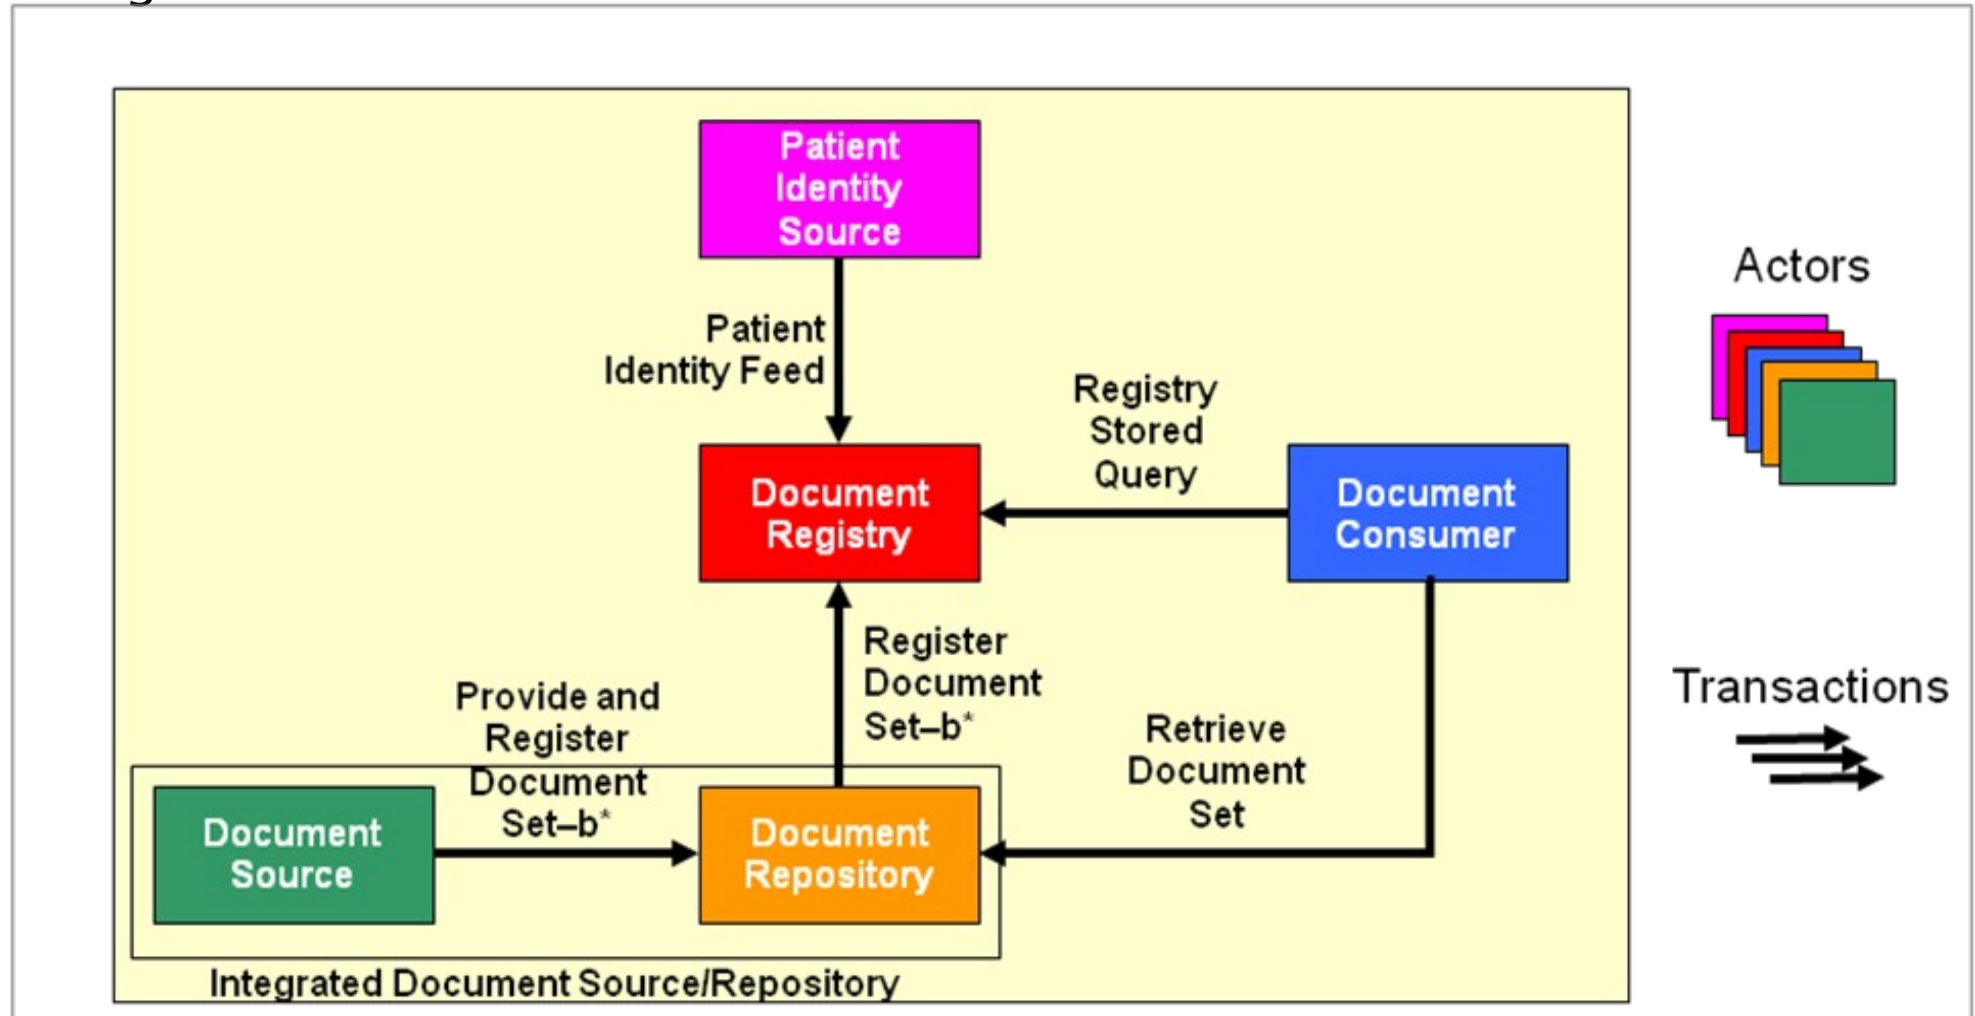 Patient
Identity
Source
Patient
Identity Feed
Registry
Stored
Query
Document
Registry
Document
Consumer
Register
Document
Set–b*
Provide and
Register
Document
Set–b*
Retrieve
Document
Set
Document
Source
Document
Repository
Integrated Document Source/Repository
Actors
Transactions